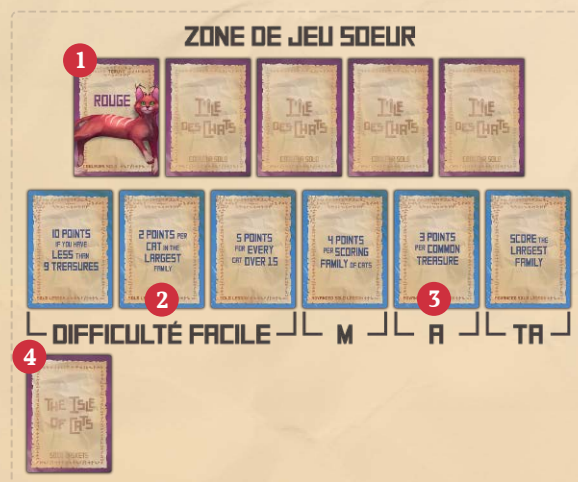 ZONE DE JEU SOEUR
1
ROUGE
L'ÎLE
DES CHATS
L'ÎLE
DES CHATS
L'ÎLE
DES CHATS
L'ÎLE
DES CHATS
10 POINTS
IF YOU HAVE
LESS THAN
9 TREASURES
2 POINTS PER
CAT IN THE
LARGEST
FAMILY
5 POINTS
FOR EVERY
CAT OVER 15
4 POINTS
PER SCORING
FAMILY OF CATS
3 POINTS
PER COMMON
TREASURE
SCORE THE
LARGEST
FAMILY
2
3
DIFFICULTÉ FACILE
M
A
TA
4
THE ISLE
OF CATS
SOLO BASKETS